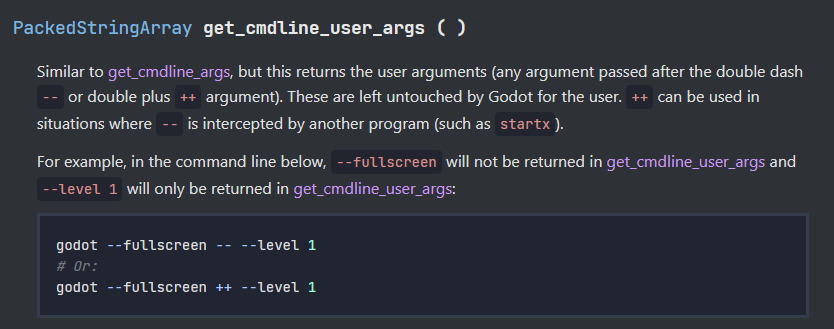 PackedStringArray get_cmdline_user_args ( )
Similar to get_cmdline_args, but this returns the user arguments (any argument passed after the double dash
-- or double plus ++ argument). These are left untouched by Godot for the user. ++ can be used in
situations where -- is intercepted by another program (such as startx).
For example, in the command line below, --fullscreen will not be returned in get_cmdline_user_args and
--level 1 will only be returned in get_cmdline_user_args:
godot --fullscreen -- --level 1
# Or:
godot --fullscreen ++ --level 1